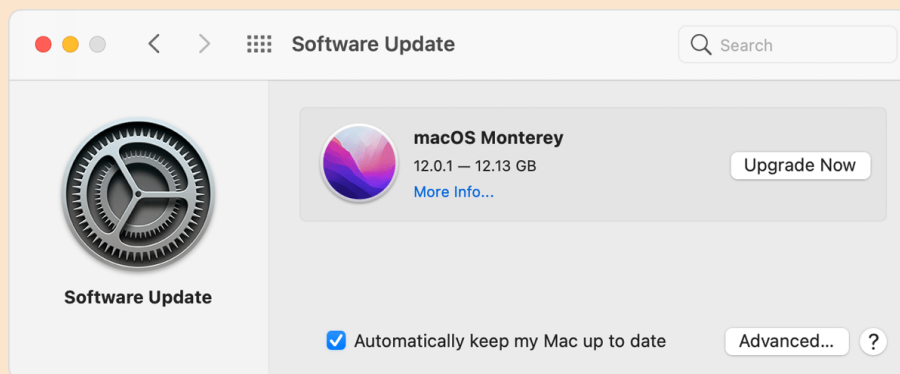 Software Update
Search
macOS Monterey
12.0.1 — 12.13 GB
More Info...
Upgrade Now
Software Update
Automatically keep my Mac up to date
Advanced...
?